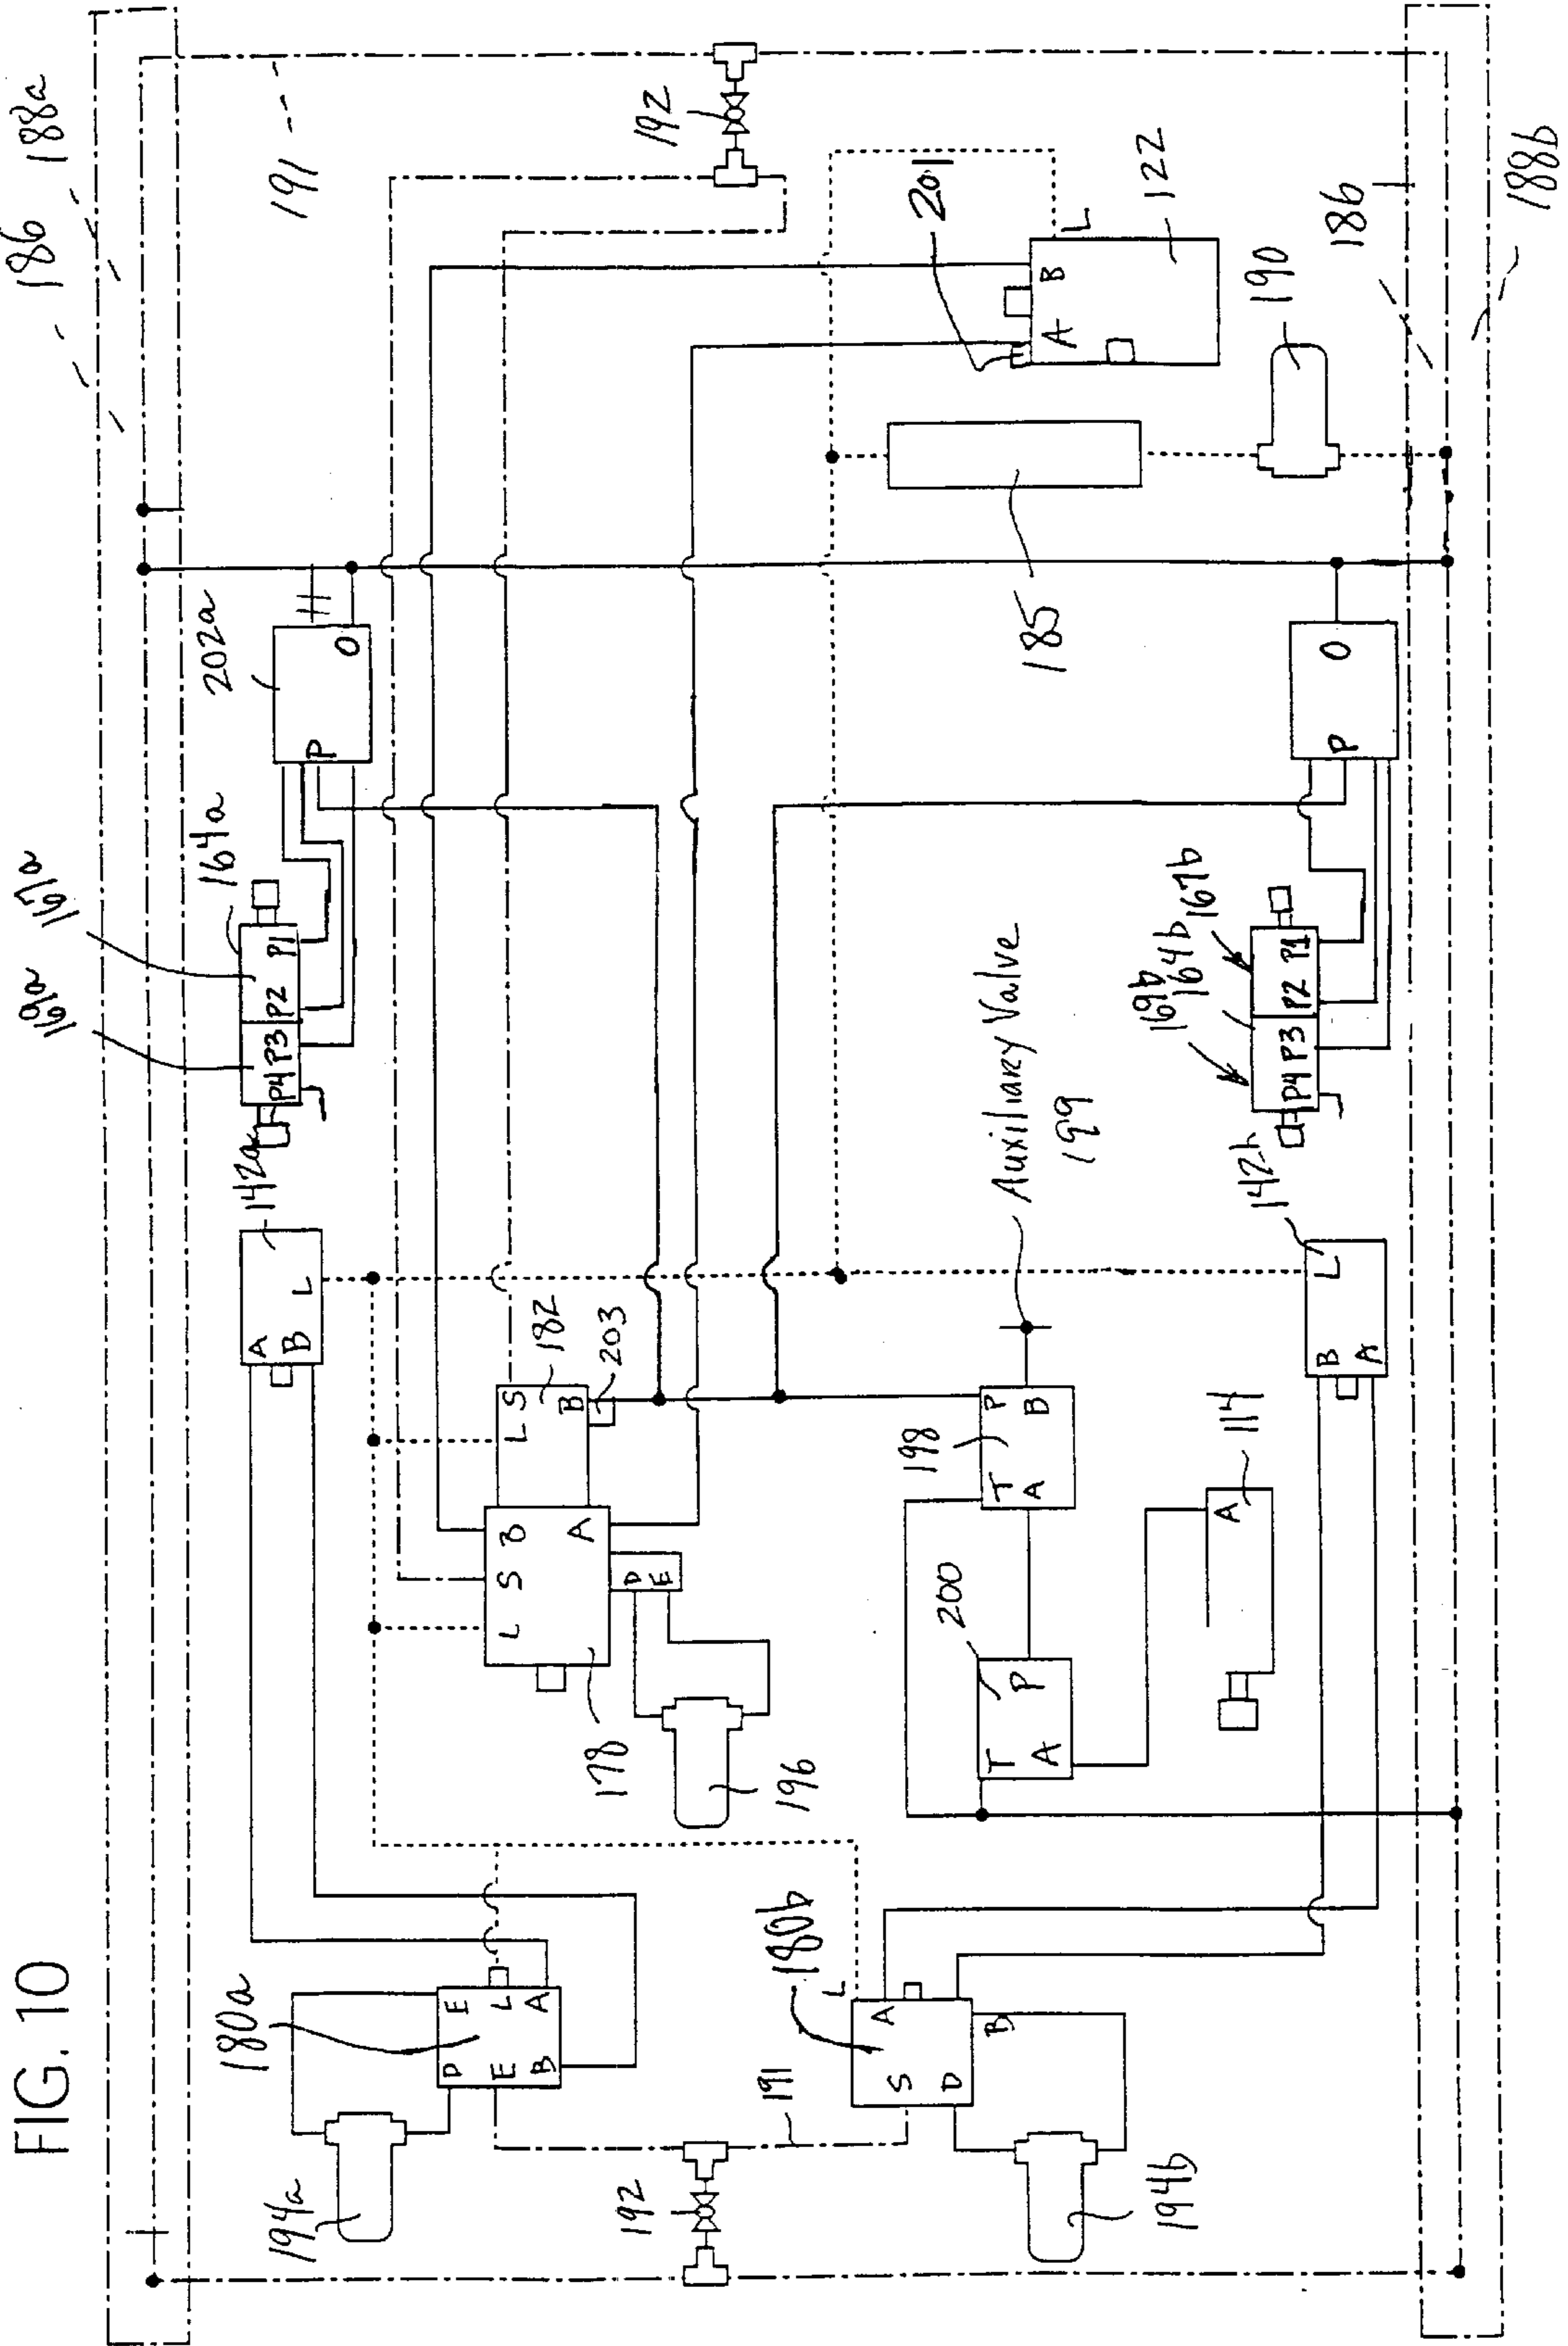 FIG. 10
186
188a
191
192
201
B
A
L
122
186
188b
190
185
202a
P
O
P
O
164a
167a
169a
P4 P3 P2 P1
142a
A
B
L
169b
164b
167b
P4 P3 P2 P1
142b
L
B
A
Auxiliary Valve
199
L S
182
B
203
L S B
A
178
D
E
196
198
P
B
T
A
200
P
T
A
114
A
180a
E
L
A
D
E
B
194a
192
191
180b
L
A
S
D
B
194b